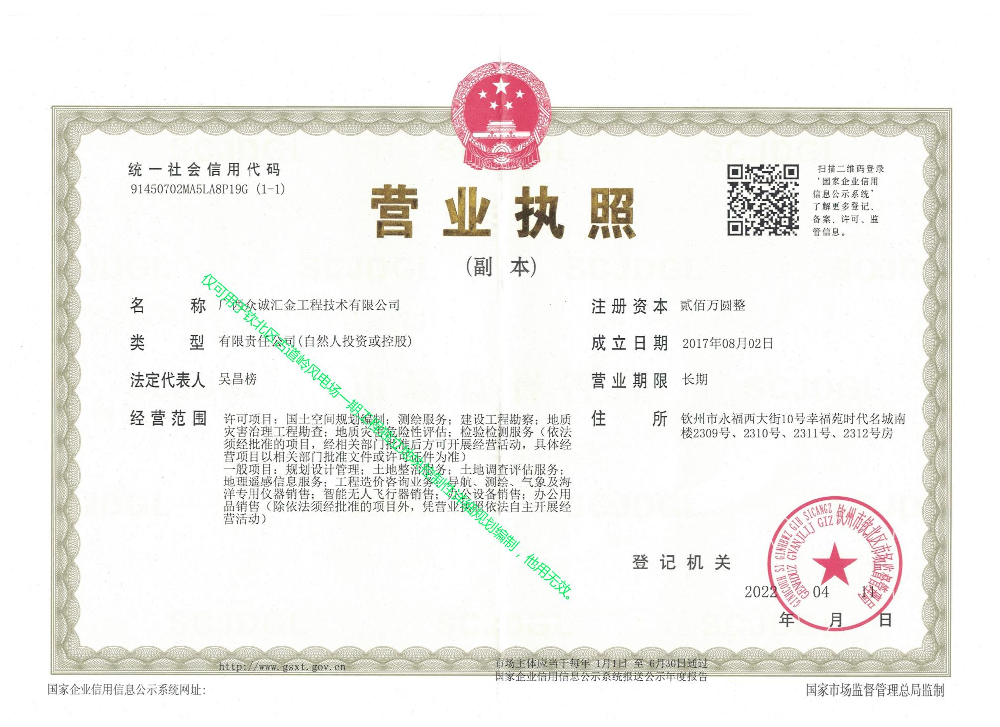 统一社会信用代码
91450702MA5LA8P19G (1-1)
营业执照
(副 本)
扫描二维码登录
‘国家企业信用
信息公示系统’
了解更多登记、
备案、许可、监
管信息。
名 称 广西众诚汇金工程技术有限公司
类 型 有限责任公司(自然人投资或控股)
法定代表人 吴昌榜
经营范围 许可项目：国土空间规划编制；测绘服务；建设工程勘察；地质
灾害治理工程勘查；地质灾害危险性评估；检验检测服务（依法
须经批准的项目，经相关部门批准后方可开展经营活动，具体经
营项目以相关部门批准文件或许可证件为准）
一般项目：规划设计管理；土地整治服务；土地调查评估服务；
地理遥感信息服务；工程造价咨询业务；导航、测绘、气象及海
洋专用仪器销售；智能无人飞行器销售；办公设备销售；办公用
品销售（除依法须经批准的项目外，凭营业执照依法自主开展经
营活动）
注册资本 贰佰万圆整
成立日期 2017年08月02日
营业期限 长期
住 所 钦州市永福西大街10号幸福苑时代名城南
楼2309号、2310号、2311号、2312号房
仅可用于钦北区古道岭风电场一期工程独立地块控制性详细规划编制，他用无效。
登记机关
GINHCOUH SI GINHBWZ GIH SICANGZ
GENHDUZ GVANJLIJ GIZ
钦州市钦北区市场监督管理局
2022 04 11
年 月 日
http://www.gsxt.gov.cn
市场主体应当于每年 1月1日 至 6月30日通过
国家企业信用信息公示系统报送公示年度报告
国家企业信用信息公示系统网址:
国家市场监督管理总局监制